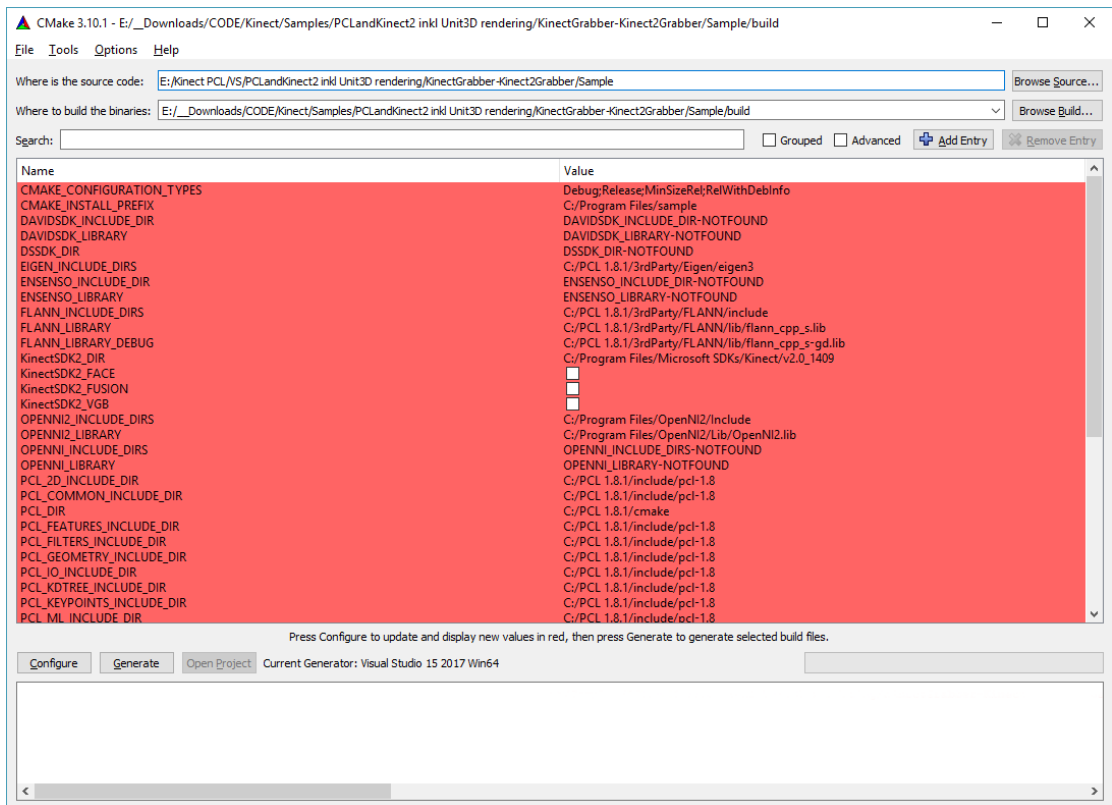 CMake 3.10.1 - E:/__Downloads/CODE/Kinect/Samples/PCLandKinect2 inkl Unit3D rendering/KinectGrabber-Kinect2Grabber/Sample/build
File Tools Options Help
Where is the source code: E:/Kinect PCL/VS/PCLandKinect2 inkl Unit3D rendering/KinectGrabber-Kinect2Grabber/Sample Browse Source...
Where to build the binaries: E:/__Downloads/CODE/Kinect/Samples/PCLandKinect2 inkl Unit3D rendering/KinectGrabber-Kinect2Grabber/Sample/build Browse Build...
Search: Grouped Advanced Add Entry Remove Entry
Name Value
CMAKE_CONFIGURATION_TYPES Debug;Release;MinSizeRel;RelWithDebInfo
CMAKE_INSTALL_PREFIX C:/Program Files/sample
DAVIDSDK_INCLUDE_DIR DAVIDSDK_INCLUDE_DIR-NOTFOUND
DAVIDSDK_LIBRARY DAVIDSDK_LIBRARY-NOTFOUND
DSSDK_DIR DSSDK_DIR-NOTFOUND
EIGEN_INCLUDE_DIRS C:/PCL 1.8.1/3rdParty/Eigen/eigen3
ENSENSO_INCLUDE_DIR ENSENSO_INCLUDE_DIR-NOTFOUND
ENSENSO_LIBRARY ENSENSO_LIBRARY-NOTFOUND
FLANN_INCLUDE_DIRS C:/PCL 1.8.1/3rdParty/FLANN/include
FLANN_LIBRARY C:/PCL 1.8.1/3rdParty/FLANN/lib/flann_cpp_s.lib
FLANN_LIBRARY_DEBUG C:/PCL 1.8.1/3rdParty/FLANN/lib/flann_cpp_s-gd.lib
KinectSDK2_DIR C:/Program Files/Microsoft SDKs/Kinect/v2.0_1409
KinectSDK2_FACE
KinectSDK2_FUSION
KinectSDK2_VGB
OPENNI2_INCLUDE_DIRS C:/Program Files/OpenNI2/Include
OPENNI2_LIBRARY C:/Program Files/OpenNI2/Lib/OpenNI2.lib
OPENNI_INCLUDE_DIRS OPENNI_INCLUDE_DIRS-NOTFOUND
OPENNI_LIBRARY OPENNI_LIBRARY-NOTFOUND
PCL_2D_INCLUDE_DIR C:/PCL 1.8.1/include/pcl-1.8
PCL_COMMON_INCLUDE_DIR C:/PCL 1.8.1/include/pcl-1.8
PCL_DIR C:/PCL 1.8.1/cmake
PCL_FEATURES_INCLUDE_DIR C:/PCL 1.8.1/include/pcl-1.8
PCL_FILTERS_INCLUDE_DIR C:/PCL 1.8.1/include/pcl-1.8
PCL_GEOMETRY_INCLUDE_DIR C:/PCL 1.8.1/include/pcl-1.8
PCL_IO_INCLUDE_DIR C:/PCL 1.8.1/include/pcl-1.8
PCL_KDTREE_INCLUDE_DIR C:/PCL 1.8.1/include/pcl-1.8
PCL_KEYPOINTS_INCLUDE_DIR C:/PCL 1.8.1/include/pcl-1.8
PCL_ML_INCLUDE_DIR C:/PCL 1.8.1/include/pcl-1.8
Press Configure to update and display new values in red, then press Generate to generate selected build files.
Configure Generate Open Project Current Generator: Visual Studio 15 2017 Win64